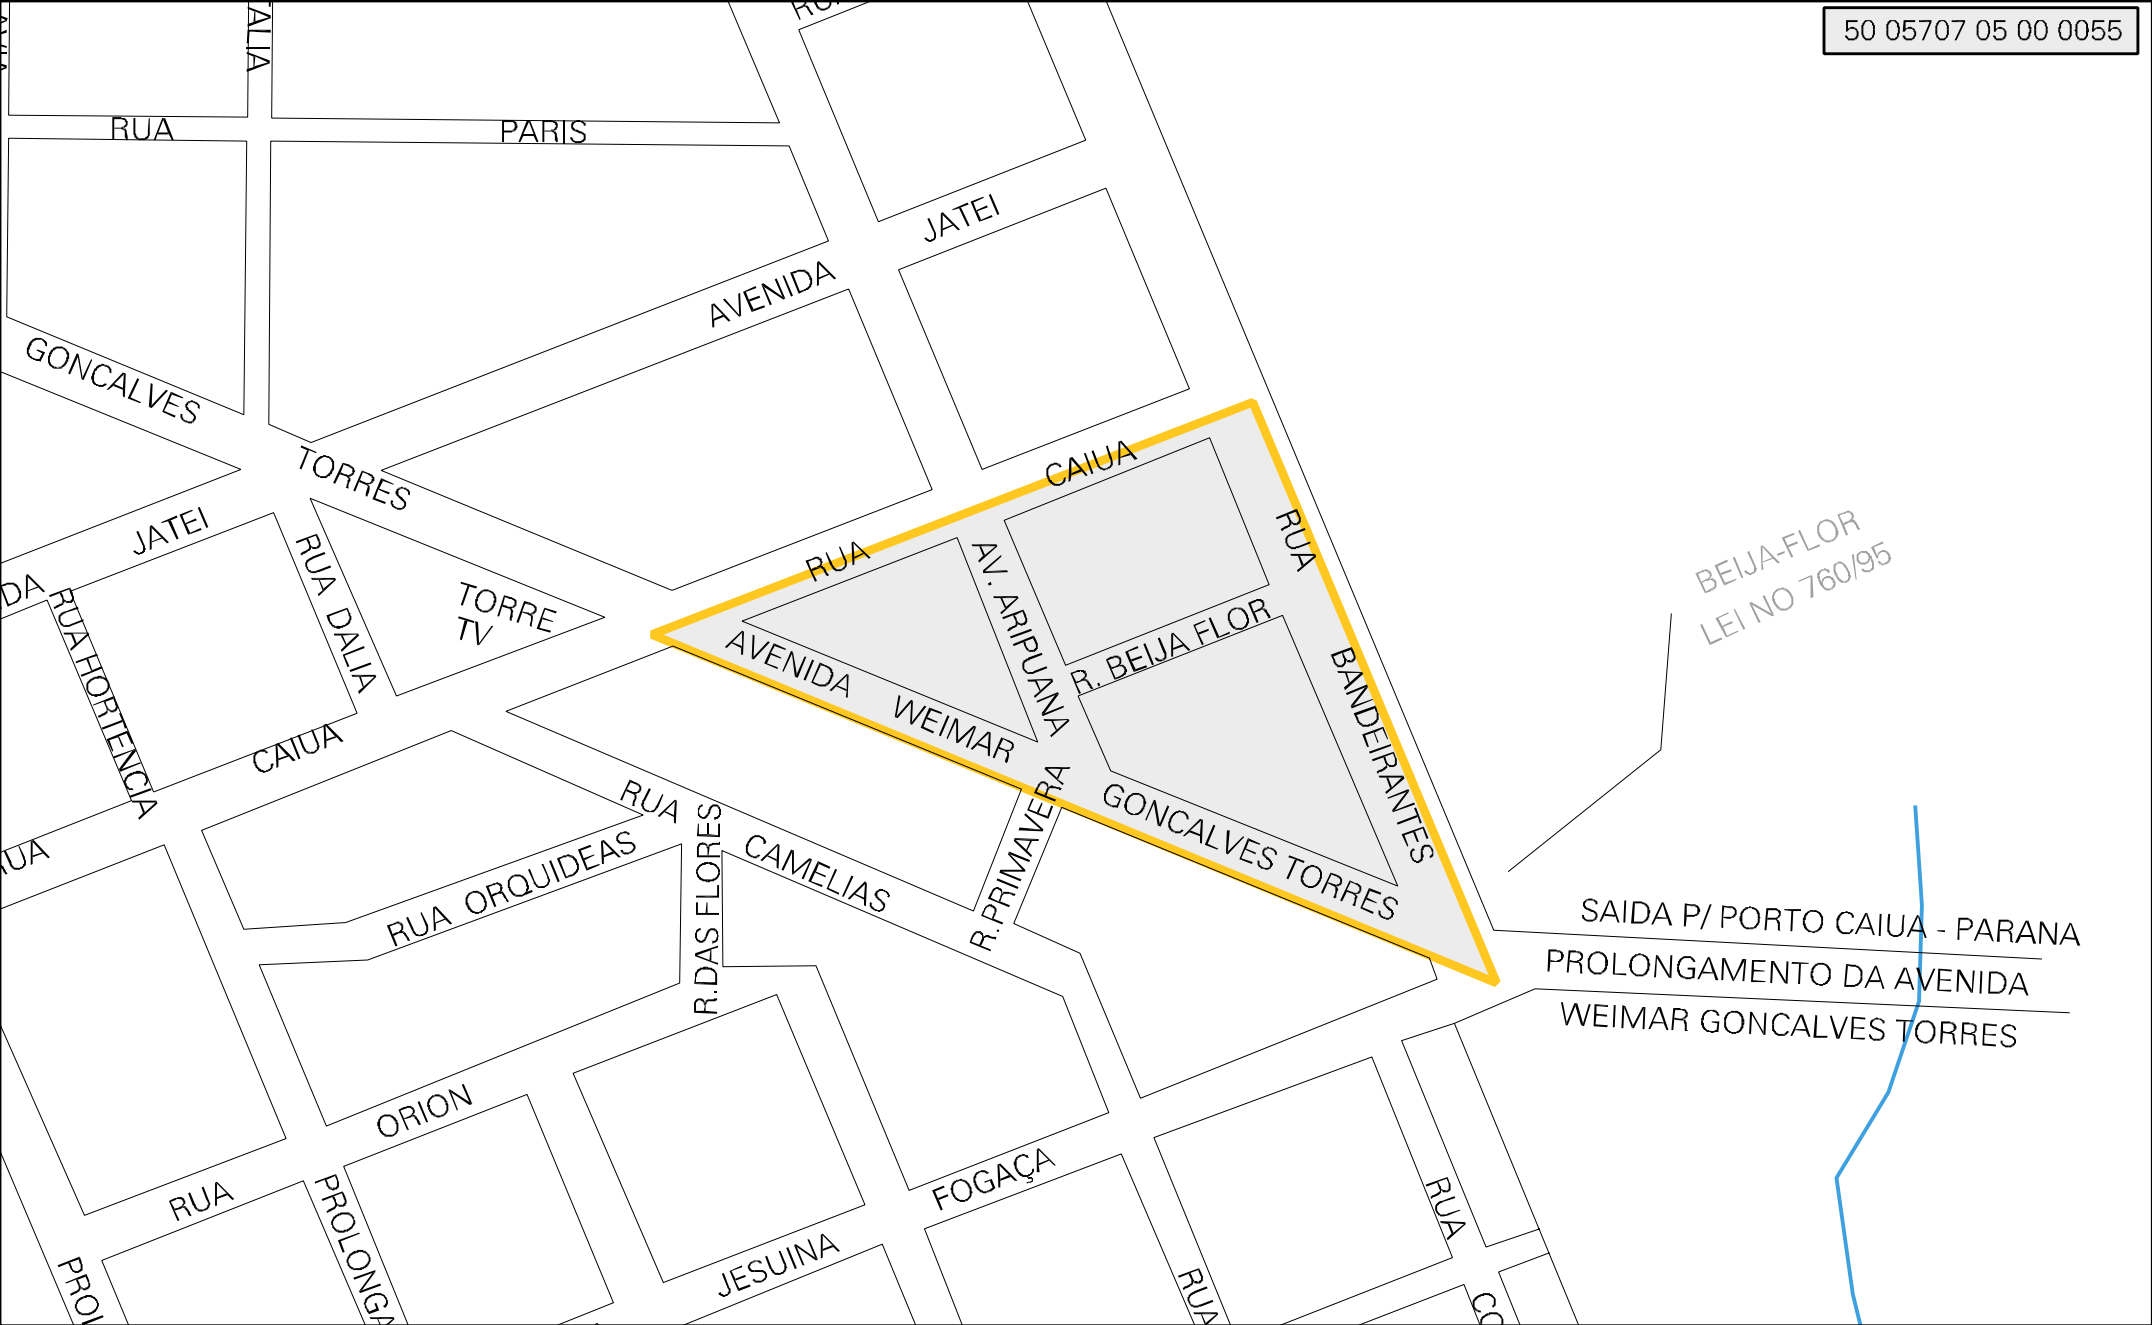 50 05707 05 00 0055
RUA
PARIS
JATEI
AVENIDA
GONCALVES
TORRES
CAIUA
JATEI
RUA
RUA
AV. ARIPUANA
BEIJA-FLOR
LEI NO 760/95
RUA DALIA
TORRE
TV
RUA HORTENCIA
R. BEIJA FLOR
AVENIDA
WEIMAR
BANDEIRANTES
CAIUA
RUA
CAMELIAS
R.DAS FLORES
R.PRIMAVERA
GONCALVES TORRES
RUA ORQUIDEAS
SAIDA P/ PORTO CAIUA - PARANA
PROLONGAMENTO DA AVENIDA
WEIMAR GONCALVES TORRES
ORION
RUA
FOGAÇA
JESUINA
RUA
RUA